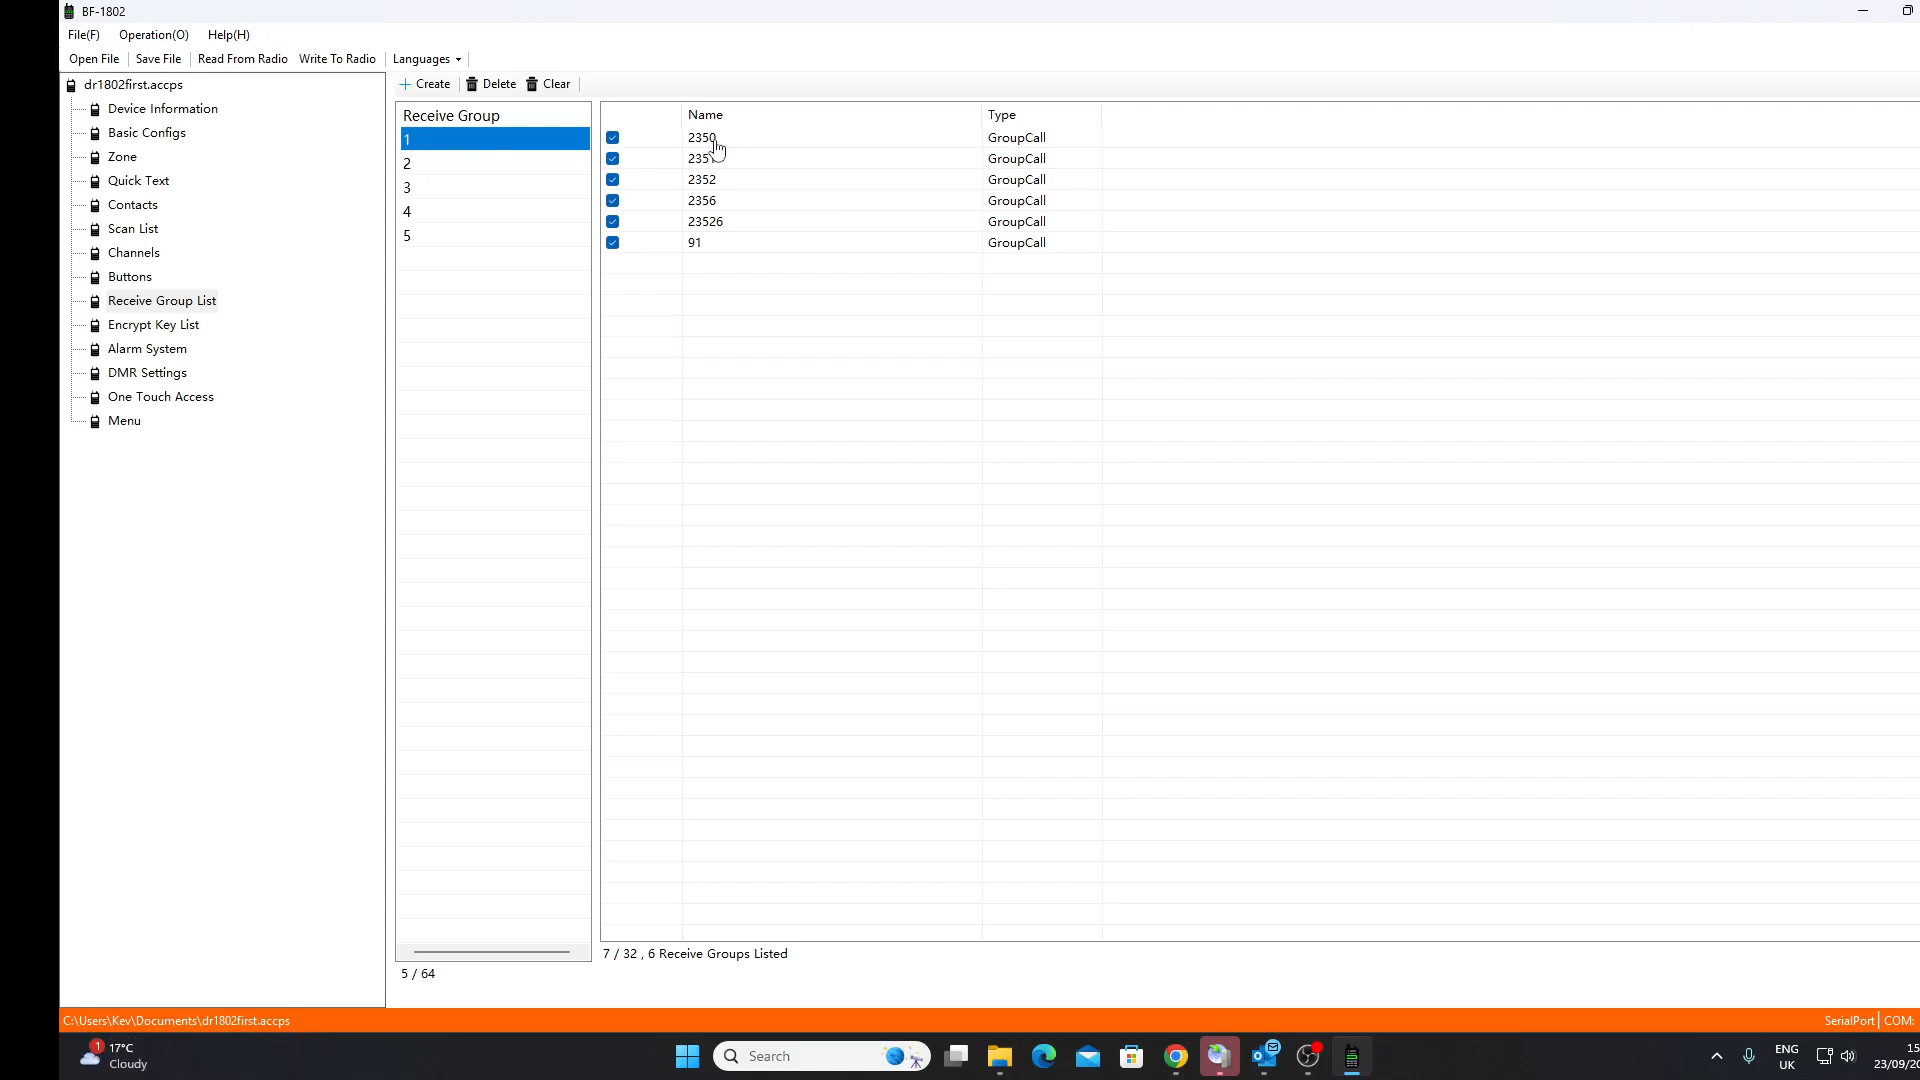 BF-1802
File(F) Operation(O) Help(H)
Open File Save File Read From Radio Write To Radio Languages
dr1802first.accps
Device Information
Basic Configs
Zone
Quick Text
Contacts
Scan List
Channels
Buttons
Receive Group List
Encrypt Key List
Alarm System
DMR Settings
One Touch Access
Menu
Create Delete Clear
Receive Group
1
2
3
4
5
5 / 64
Name Type
2350 GroupCall
2351 GroupCall
2352 GroupCall
2356 GroupCall
23526 GroupCall
91 GroupCall
7 / 32 , 6 Receive Groups Listed
C:\Users\Kev\Documents\dr1802first.accps SerialPort COM:
1
17°C
Cloudy
Search
ENG
UK
15
23/09/20